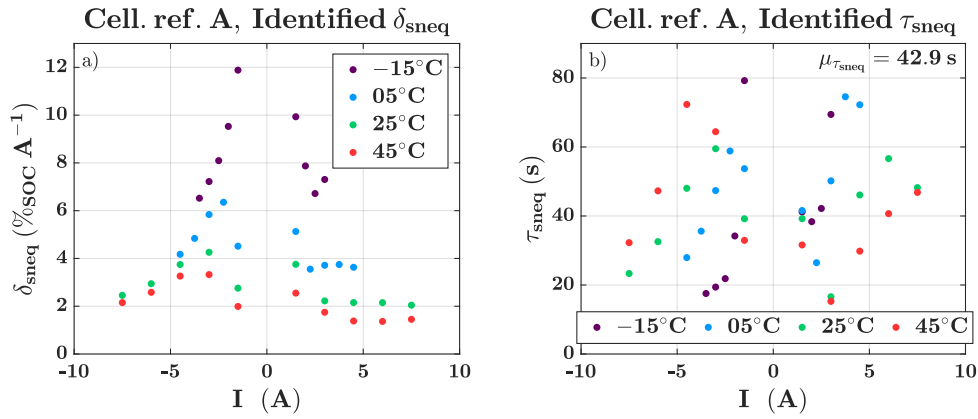 Cell. ref. A, Identified δsneq
a)
−15°C
05°C
25°C
45°C
12
10
8
6
4
2
0
-10
-5
0
5
10
δsneq (%SOC A⁻¹)
I (A)
Cell. ref. A, Identified τsneq
b)
μτsneq = 42.9 s
80
60
40
20
0
-10
-5
0
5
10
τsneq (s)
−15°C 05°C 25°C 45°C
I (A)